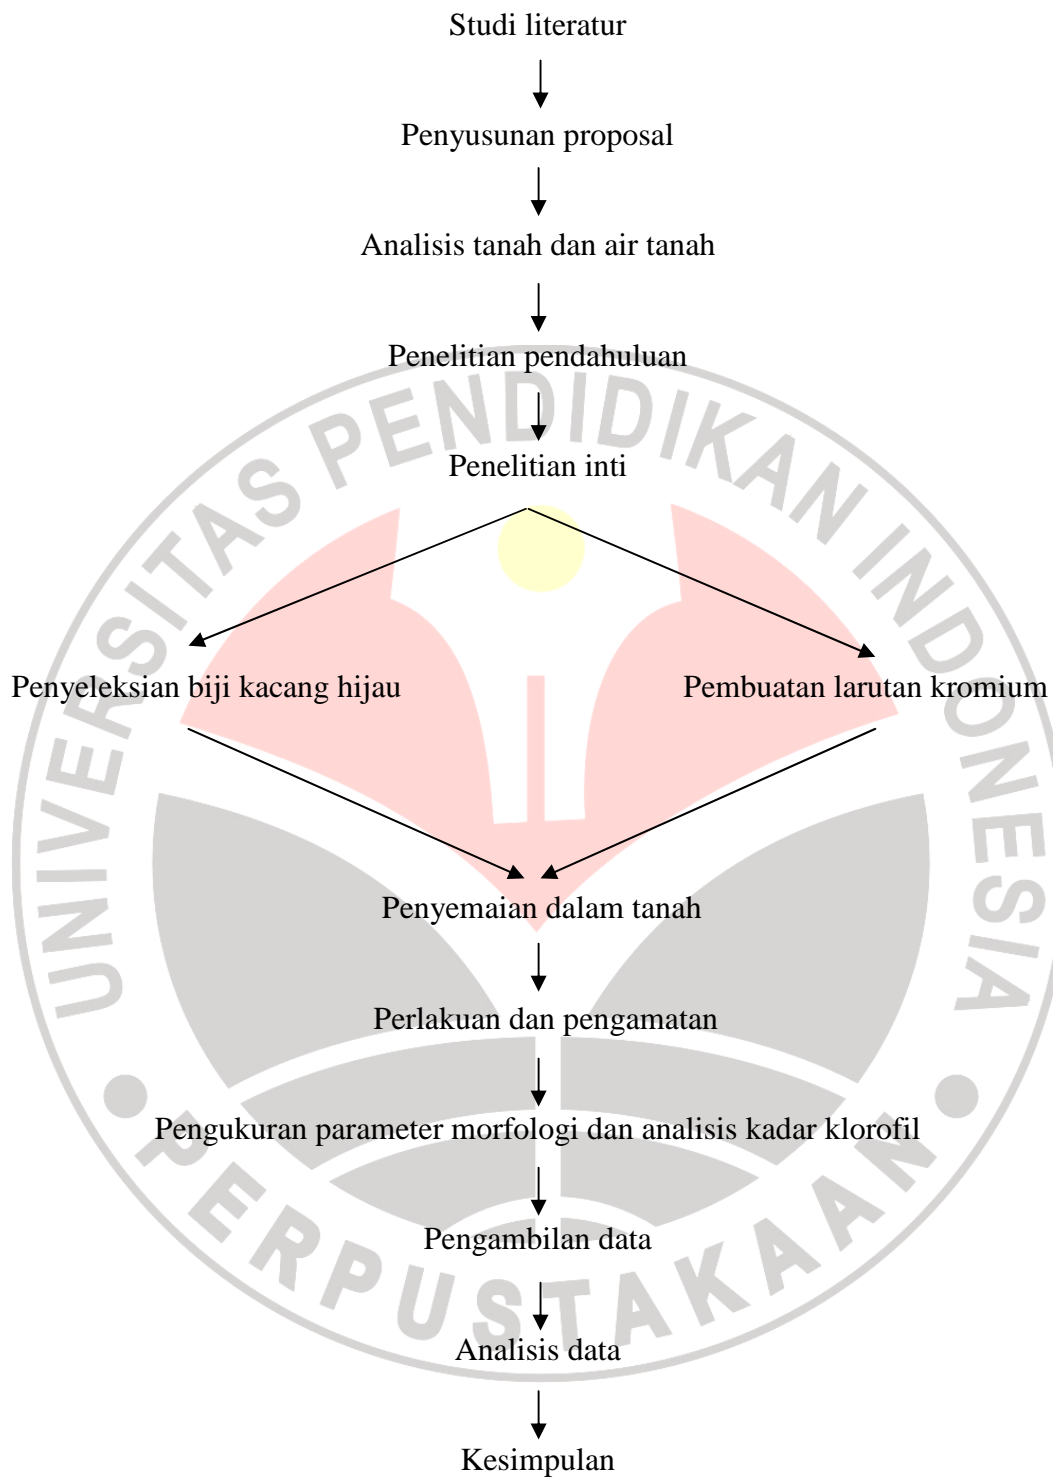 Studi literatur
Penyusunan proposal
Analisis tanah dan air tanah
Penelitian pendahuluan
Penelitian inti
Penyeleksian biji kacang hijau
Pembuatan larutan kromium
Penyemaian dalam tanah
Perlakuan dan pengamatan
Pengukuran parameter morfologi dan analisis kadar klorofil
Pengambilan data
Analisis data
Kesimpulan
UNIVERSITAS PENDIDIKAN INDONESIA
PERPUSTAKAAN